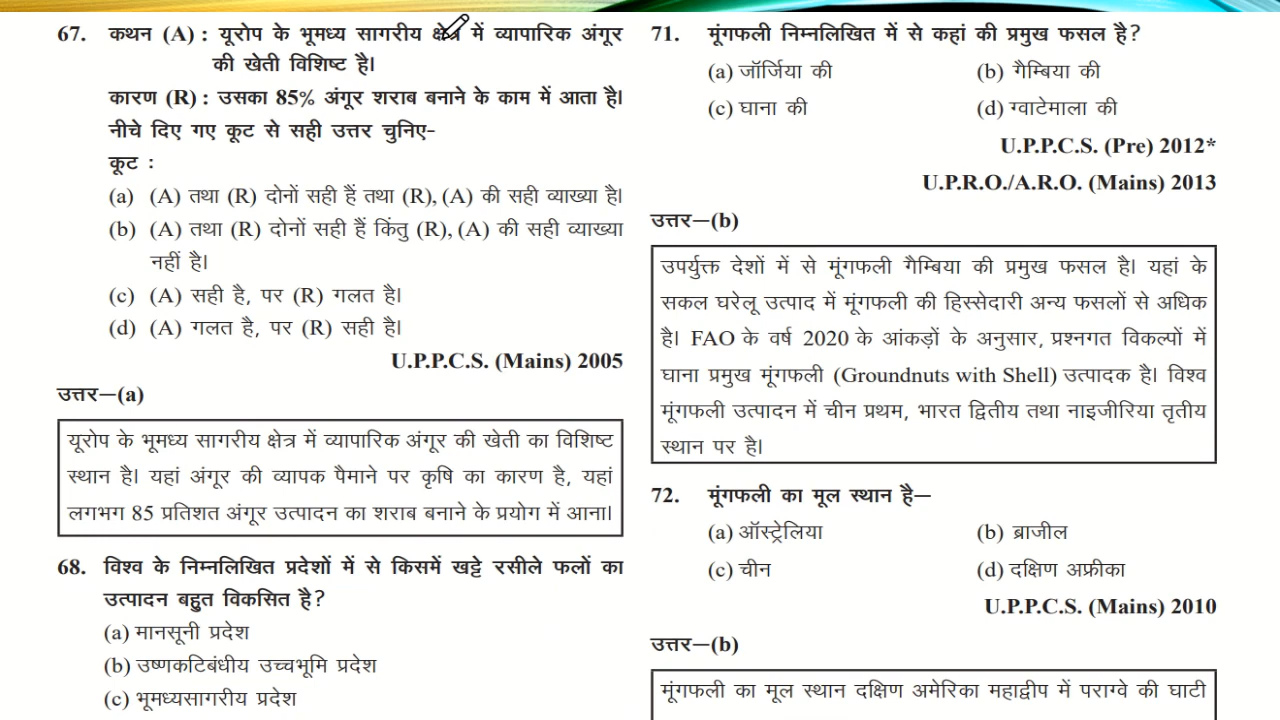 67. कथन (A) : यूरोप के भूमध्य सागरीय क्षेत्र में व्यापारिक अंगूर
की खेती विशिष्ट है।
कारण (R) : उसका 85% अंगूर शराब बनाने के काम में आता है।
नीचे दिए गए कूट से सही उत्तर चुनिए-
कूट :
(a) (A) तथा (R) दोनों सही हैं तथा (R), (A) की सही व्याख्या है।
(b) (A) तथा (R) दोनों सही हैं किंतु (R), (A) की सही व्याख्या
नहीं है।
(c) (A) सही है, पर (R) गलत है।
(d) (A) गलत है, पर (R) सही है।
U.P.P.C.S. (Mains) 2005
उत्तर—(a)
यूरोप के भूमध्य सागरीय क्षेत्र में व्यापारिक अंगूर की खेती का विशिष्ट
स्थान है। यहां अंगूर की व्यापक पैमाने पर कृषि का कारण है, यहां
लगभग 85 प्रतिशत अंगूर उत्पादन का शराब बनाने के प्रयोग में आना।
68. विश्व के निम्नलिखित प्रदेशों में से किसमें खट्टे रसीले फलों का
उत्पादन बहुत विकसित है?
(a) मानसूनी प्रदेश
(b) उष्णकटिबंधीय उच्चभूमि प्रदेश
(c) भूमध्यसागरीय प्रदेश
71. मूंगफली निम्नलिखित में से कहां की प्रमुख फसल है?
(a) जॉर्जिया की (b) गैम्बिया की
(c) घाना की (d) ग्वाटेमाला की
U.P.P.C.S. (Pre) 2012*
U.P.R.O./A.R.O. (Mains) 2013
उत्तर—(b)
उपर्युक्त देशों में से मूंगफली गैम्बिया की प्रमुख फसल है। यहां के
सकल घरेलू उत्पाद में मूंगफली की हिस्सेदारी अन्य फसलों से अधिक
है। FAO के वर्ष 2020 के आंकड़ों के अनुसार, प्रश्नगत विकल्पों में
घाना प्रमुख मूंगफली (Groundnuts with Shell) उत्पादक है। विश्व
मूंगफली उत्पादन में चीन प्रथम, भारत द्वितीय तथा नाइजीरिया तृतीय
स्थान पर है।
72. मूंगफली का मूल स्थान है—
(a) ऑस्ट्रेलिया (b) ब्राजील
(c) चीन (d) दक्षिण अफ्रीका
U.P.P.C.S. (Mains) 2010
उत्तर—(b)
मूंगफली का मूल स्थान दक्षिण अमेरिका महाद्वीप में पराग्वे की घाटी